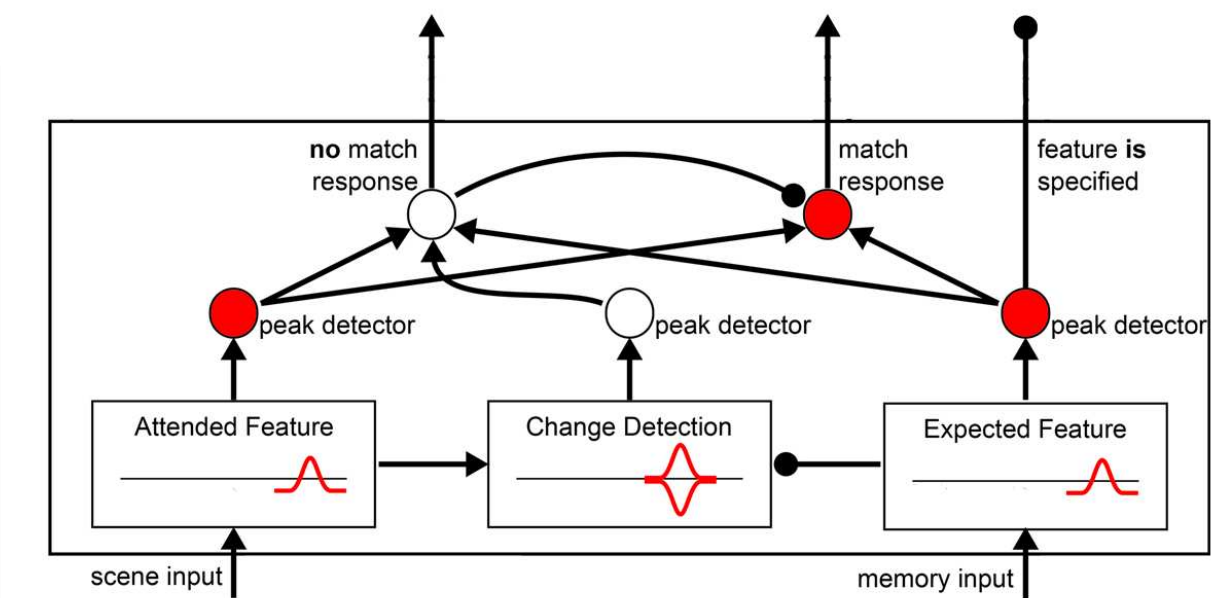 no match
response
match
response
feature is
specified
peak detector
peak detector
peak detector
Attended Feature
Change Detection
Expected Feature
scene input
memory input